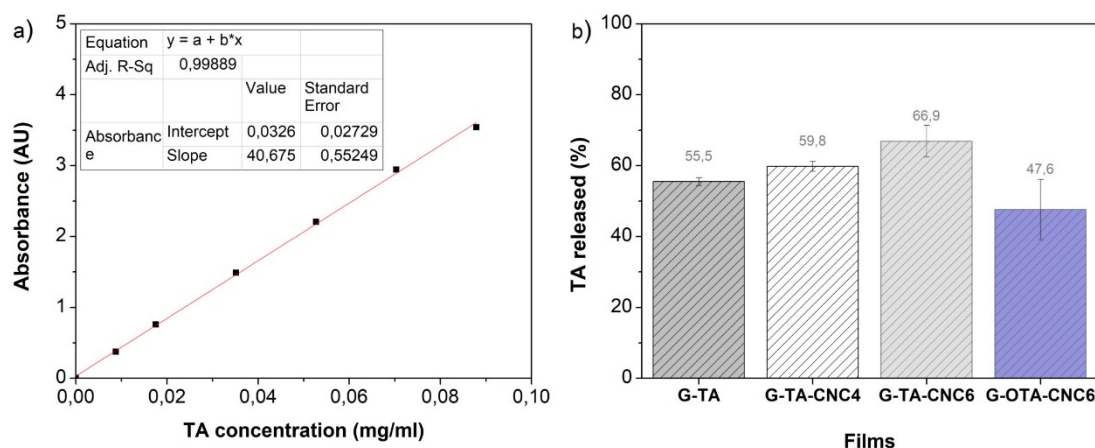 a)
Equation y = a + b*x
Adj. R-Sq 0,99889
Value Standard Error
Absorbanc e Intercept 0,0326 0,02729
Slope 40,675 0,55249
5
4
3
2
1
0
Absorbance (AU)
0,00 0,02 0,04 0,06 0,08 0,10
TA concentration (mg/ml)
b)
100
80
60
40
20
0
TA released (%)
55,5
59,8
66,9
47,6
G-TA G-TA-CNC4 G-TA-CNC6 G-OTA-CNC6
Films